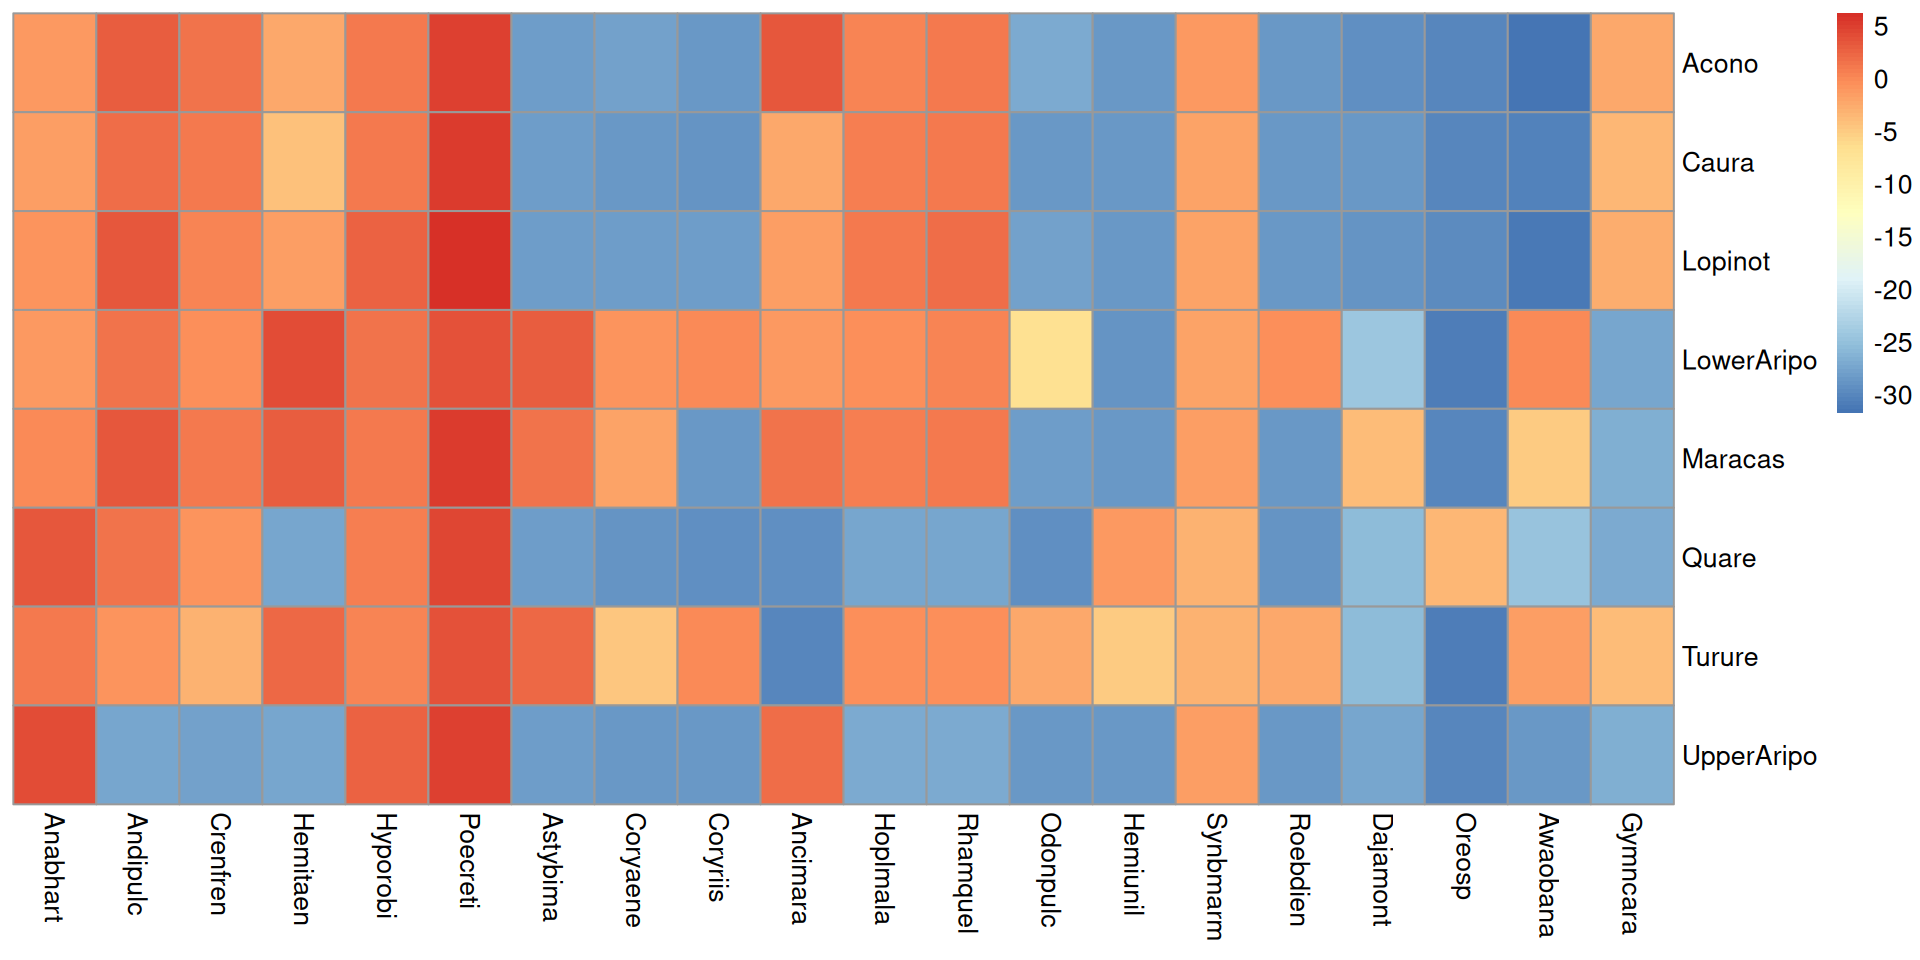 5
0
-5
-10
-15
-20
-25
-30
Acono
Caura
Lopinot
LowerAripo
Maracas
Quare
Turure
UpperAripo
Anabhart
Andipulc
Crenfren
Hemitaen
Hyporobi
Poecreti
Astybima
Coryaene
Coryriis
Ancimara
Hoplmala
Rhamquel
Odonpulc
Hemiunil
Synbmarm
Roebdien
Dajamont
Oreosp
Awaobana
Gymncara